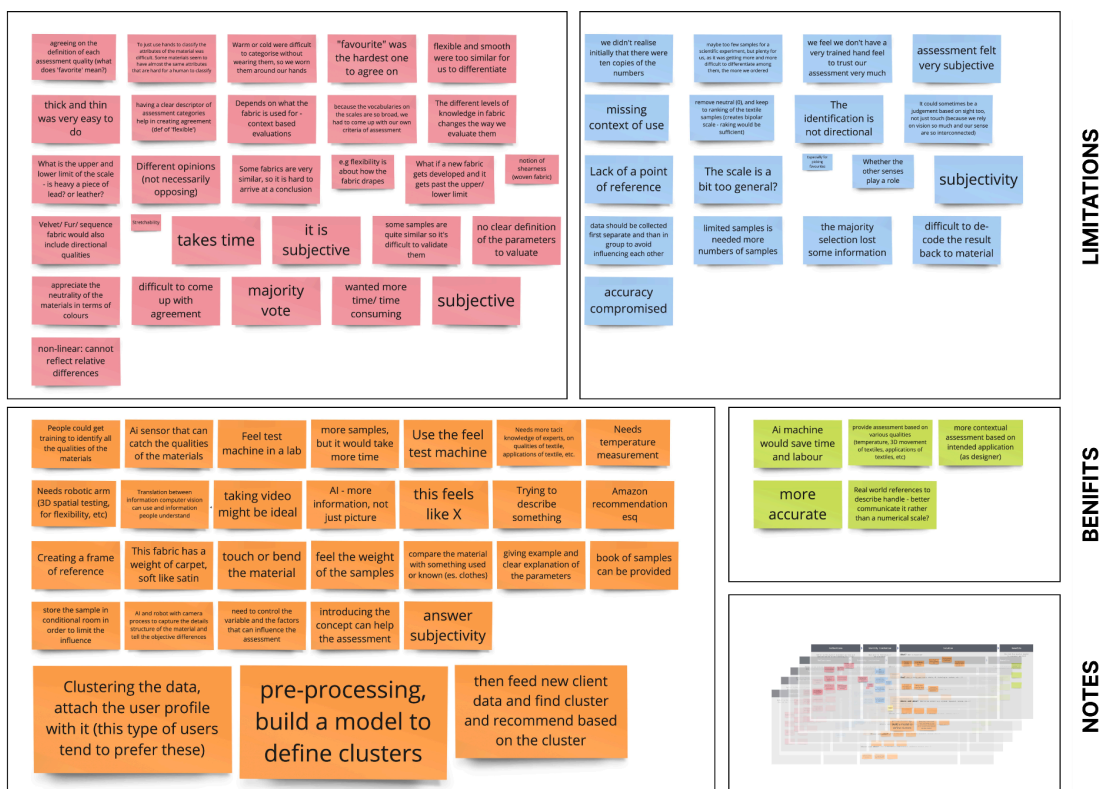 agreeing on the
definition of each
assessment quality (what
does 'favorite' mean?)
To just use hands to classify the
attributes of the material was
difficult. Some materials seem to
have almost the same attributes
that are hard for a human to classify
Warm or cold were difficult
to categorise without
wearing them, so we worn
them around our hands
"favourite" was
the hardest one
to agree on
flexible and smooth
were too similar for
us to differentiate
thick and thin
was very easy to
do
having a clear descriptor of
assessment categories
help in creating agreement
(def of 'flexible')
Depends on what the
fabric is used for -
context based
evaluations
because the vocabularies on
the scales are so broad, we
had to come up with our own
criteria of assessment
The different levels of
knowledge in fabric
changes the way we
evaluate them
What is the upper and
lower limit of the scale
- is heavy a piece of
lead? or leather?
Different opinions
(not necessarily
opposing)
Some fabrics are very
similar, so it is hard to
arrive at a conclusion
e.g flexibility is
about how the
fabric drapes
What if a new fabric
gets developed and it
gets past the upper/
lower limit
notion of
shearness
(woven fabric)
Velvet/ Fur/ sequence
fabric would also
include directional
qualities
Stretchability
takes time
it is
subjective
some samples are
quite similar so it's
difficult to validate
them
no clear definition
of the parameters
to valuate
appreciate the
neutrality of the
materials in terms of
colours
difficult to come
up with
agreement
majority
vote
wanted more
time/ time
consuming
subjective
non-linear: cannot
reflect relative
differences
we didn't realise
initially that there were
ten copies of the
numbers
maybe too few samples for a
scientific experiment, but plenty for
us, as it was getting more and more
difficult to differentiate among
them, the more we ordered
we feel we don't have a
very trained hand feel
to trust our
assessment very much
assessment felt
very subjective
missing
context of use
remove neutral (0), and keep
to ranking of the textile
samples (creates bipolar
scale - raking would be
sufficient)
The
identification is
not directional
It could sometimes be a
judgement based on sight too,
not just touch (because we rely
on vision so much and our sense
are so interconnected)
Lack of a point
of reference
The scale is a
bit too general?
Especially for
picking
favourites
Whether the
other senses
play a role
subjectivity
data should be collected
first separate and than in
group to avoid
influencing each other
limited samples is
needed more
numbers of samples
the majority
selection lost
some information
difficult to de-
code the result
back to material
accuracy
compromised
LIMITATIONS
People could get
training to identify all
the qualities of the
materials
Ai sensor that can
catch the qualities
of the materials
Feel test
machine in a lab
more samples,
but it would take
more time
Use the feel
test machine
Needs more tacit
knowledge of experts, on
qualities of textile,
applications of textile, etc.
Needs
temperature
measurement
Needs robotic arm
(3D spatial testing,
for flexibility, etc)
Translation between
information computer vision
can use and information
people understand
taking video
might be ideal
AI - more
information, not
just picture
this feels
like X
Trying to
describe
something
Amazon
recommendation
esq
Creating a frame
of reference
This fabric has a
weight of carpet,
soft like satin
touch or bend
the material
feel the weight
of the samples
compare the material
with something used
or known (es. clothes)
giving example and
clear explanation of
the parameters
book of samples
can be provided
store the sample in
conditional room in
order to limit the
influence
AI and robot with camera
process to capture the details
structure of the material and
tell the objective differences
need to control the
variable and the factors
that can influence the
assessment
introducing the
concept can help
the assessment
answer
subjectivity
Clustering the data,
attach the user profile
with it (this type of users
tend to prefer these)
pre-processing,
build a model to
define clusters
then feed new client
data and find cluster
and recommend based
on the cluster
Ai machine
would save time
and labour
provide assessment based on
various qualities
(temperature, 3D movement
of textiles, applications of
textiles, etc)
more contextual
assessment based on
intended application
(as designer)
more
accurate
Real world references to
describe handle - better
communicate it rather
than a numerical scale?
BENIFITS
NOTES